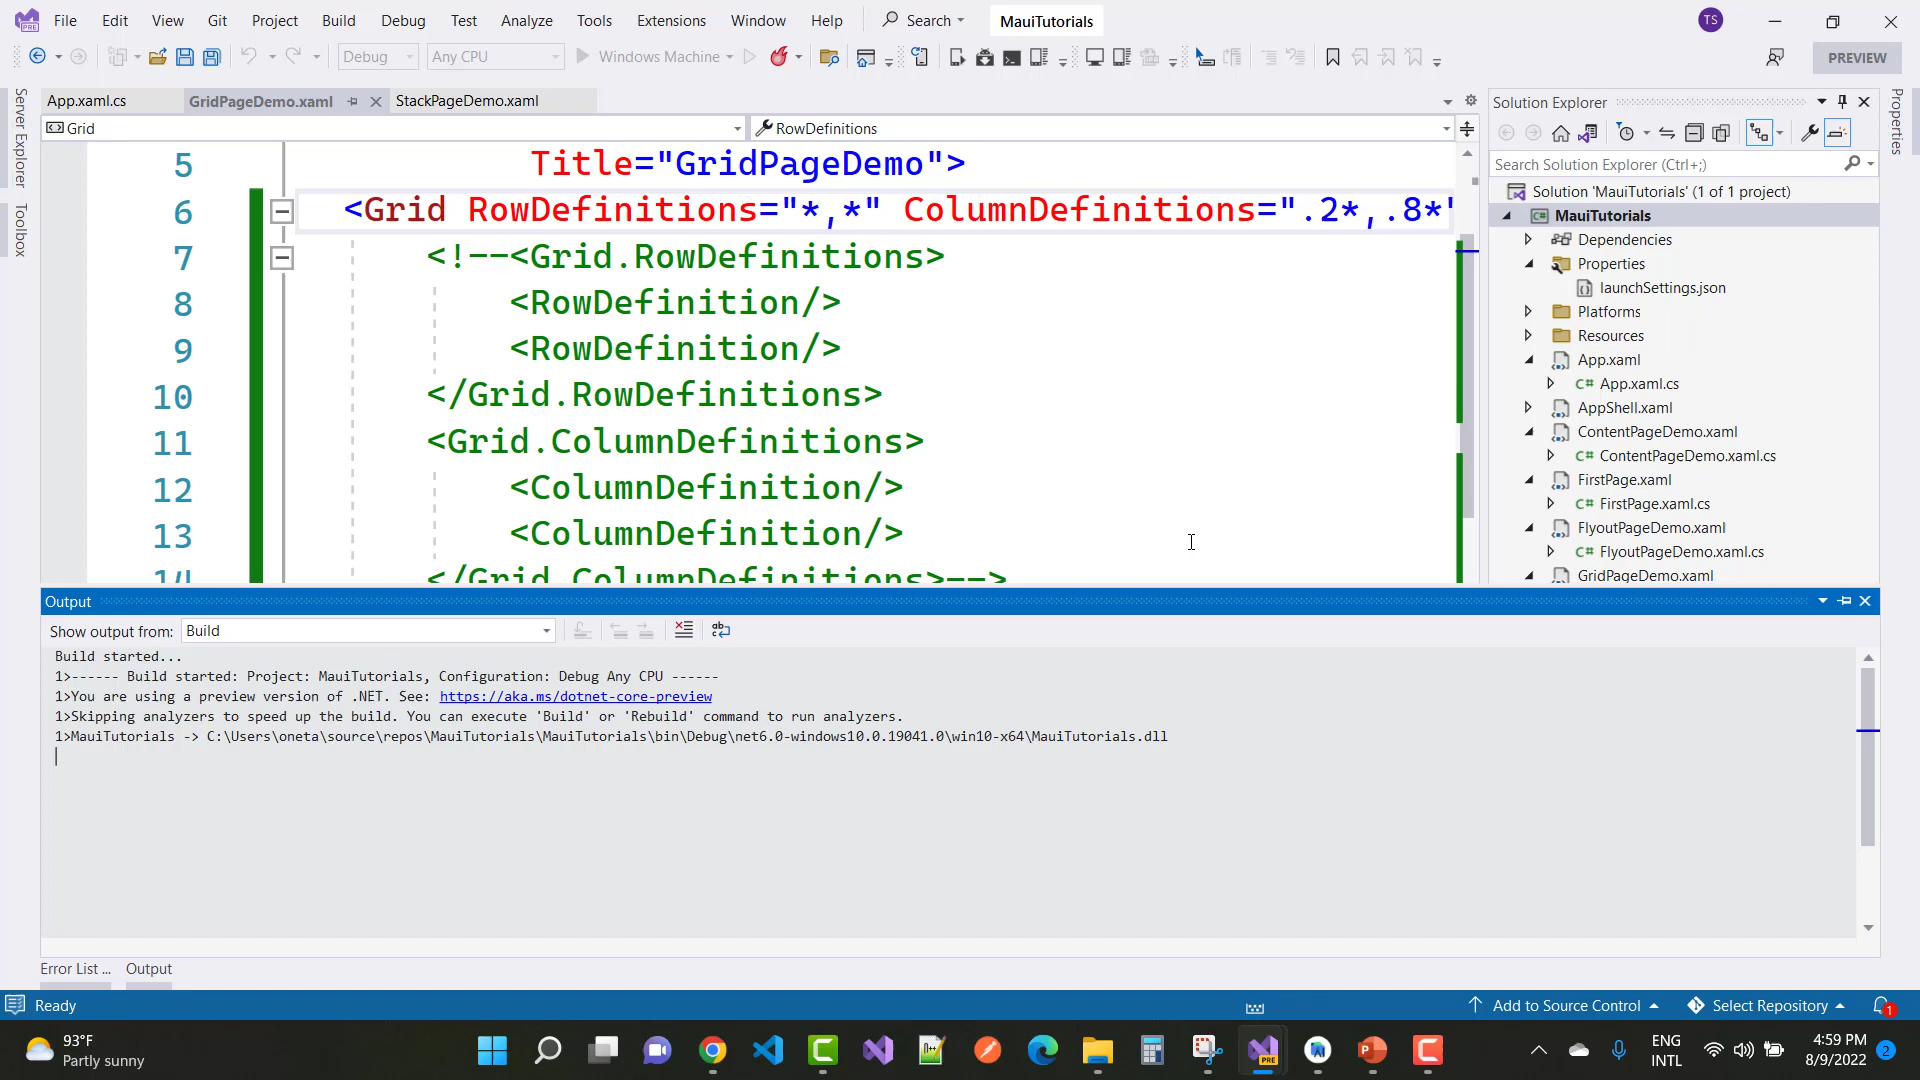 File Edit View Git Project Build Debug Test Analyze Tools Extensions Window Help Search MauiTutorials TS
Debug Any CPU Windows Machine PREVIEW
Server Explorer
Toolbox
App.xaml.cs GridPageDemo.xaml StackPageDemo.xaml
Grid RowDefinitions
5 Title="GridPageDemo">
6 <Grid RowDefinitions="*,*" ColumnDefinitions=".2*,.8*"
7 <!--<Grid.RowDefinitions>
8 <RowDefinition/>
9 <RowDefinition/>
10 </Grid.RowDefinitions>
11 <Grid.ColumnDefinitions>
12 <ColumnDefinition/>
13 <ColumnDefinition/>
14 </Grid.ColumnDefinitions>-->
Solution Explorer
Search Solution Explorer (Ctrl+;)
Solution 'MauiTutorials' (1 of 1 project)
MauiTutorials
Dependencies
Properties
launchSettings.json
Platforms
Resources
App.xaml
C# App.xaml.cs
AppShell.xaml
ContentPageDemo.xaml
C# ContentPageDemo.xaml.cs
FirstPage.xaml
C# FirstPage.xaml.cs
FlyoutPageDemo.xaml
C# FlyoutPageDemo.xaml.cs
GridPageDemo.xaml
Properties
Output
Show output from: Build
Build started...
1>------ Build started: Project: MauiTutorials, Configuration: Debug Any CPU ------
1>You are using a preview version of .NET. See: https://aka.ms/dotnet-core-preview
1>Skipping analyzers to speed up the build. You can execute 'Build' or 'Rebuild' command to run analyzers.
1>MauiTutorials -> C:\Users\oneta\source\repos\MauiTutorials\MauiTutorials\bin\Debug\net6.0-windows10.0.19041.0\win10-x64\MauiTutorials.dll
Error List ... Output
Ready Add to Source Control Select Repository 1
93°F
Partly sunny
PRE
ENG
INTL
4:59 PM
8/9/2022
2